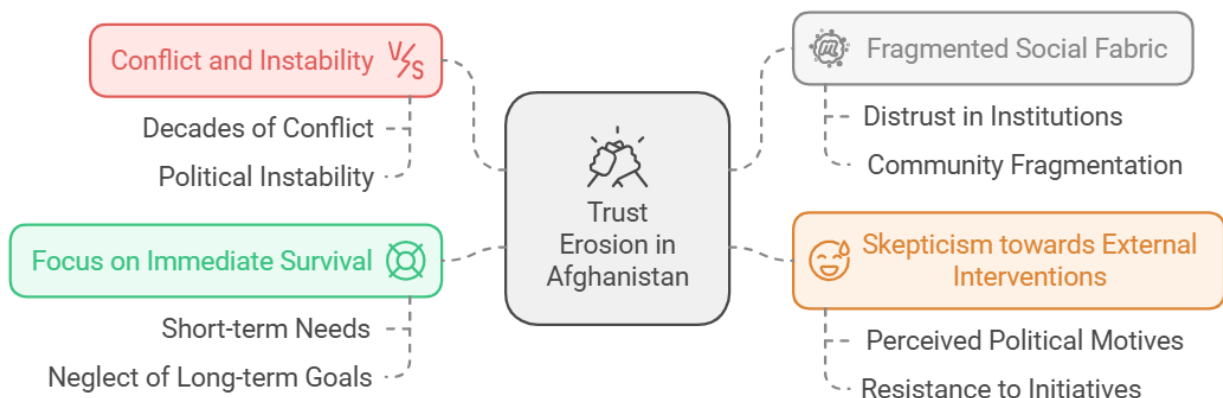 Conflict and Instability
Decades of Conflict
Political Instability
Focus on Immediate Survival
Short-term Needs
Neglect of Long-term Goals
Trust
Erosion in
Afghanistan
Fragmented Social Fabric
Distrust in Institutions
Community Fragmentation
Skepticism towards External
Interventions
Perceived Political Motives
Resistance to Initiatives